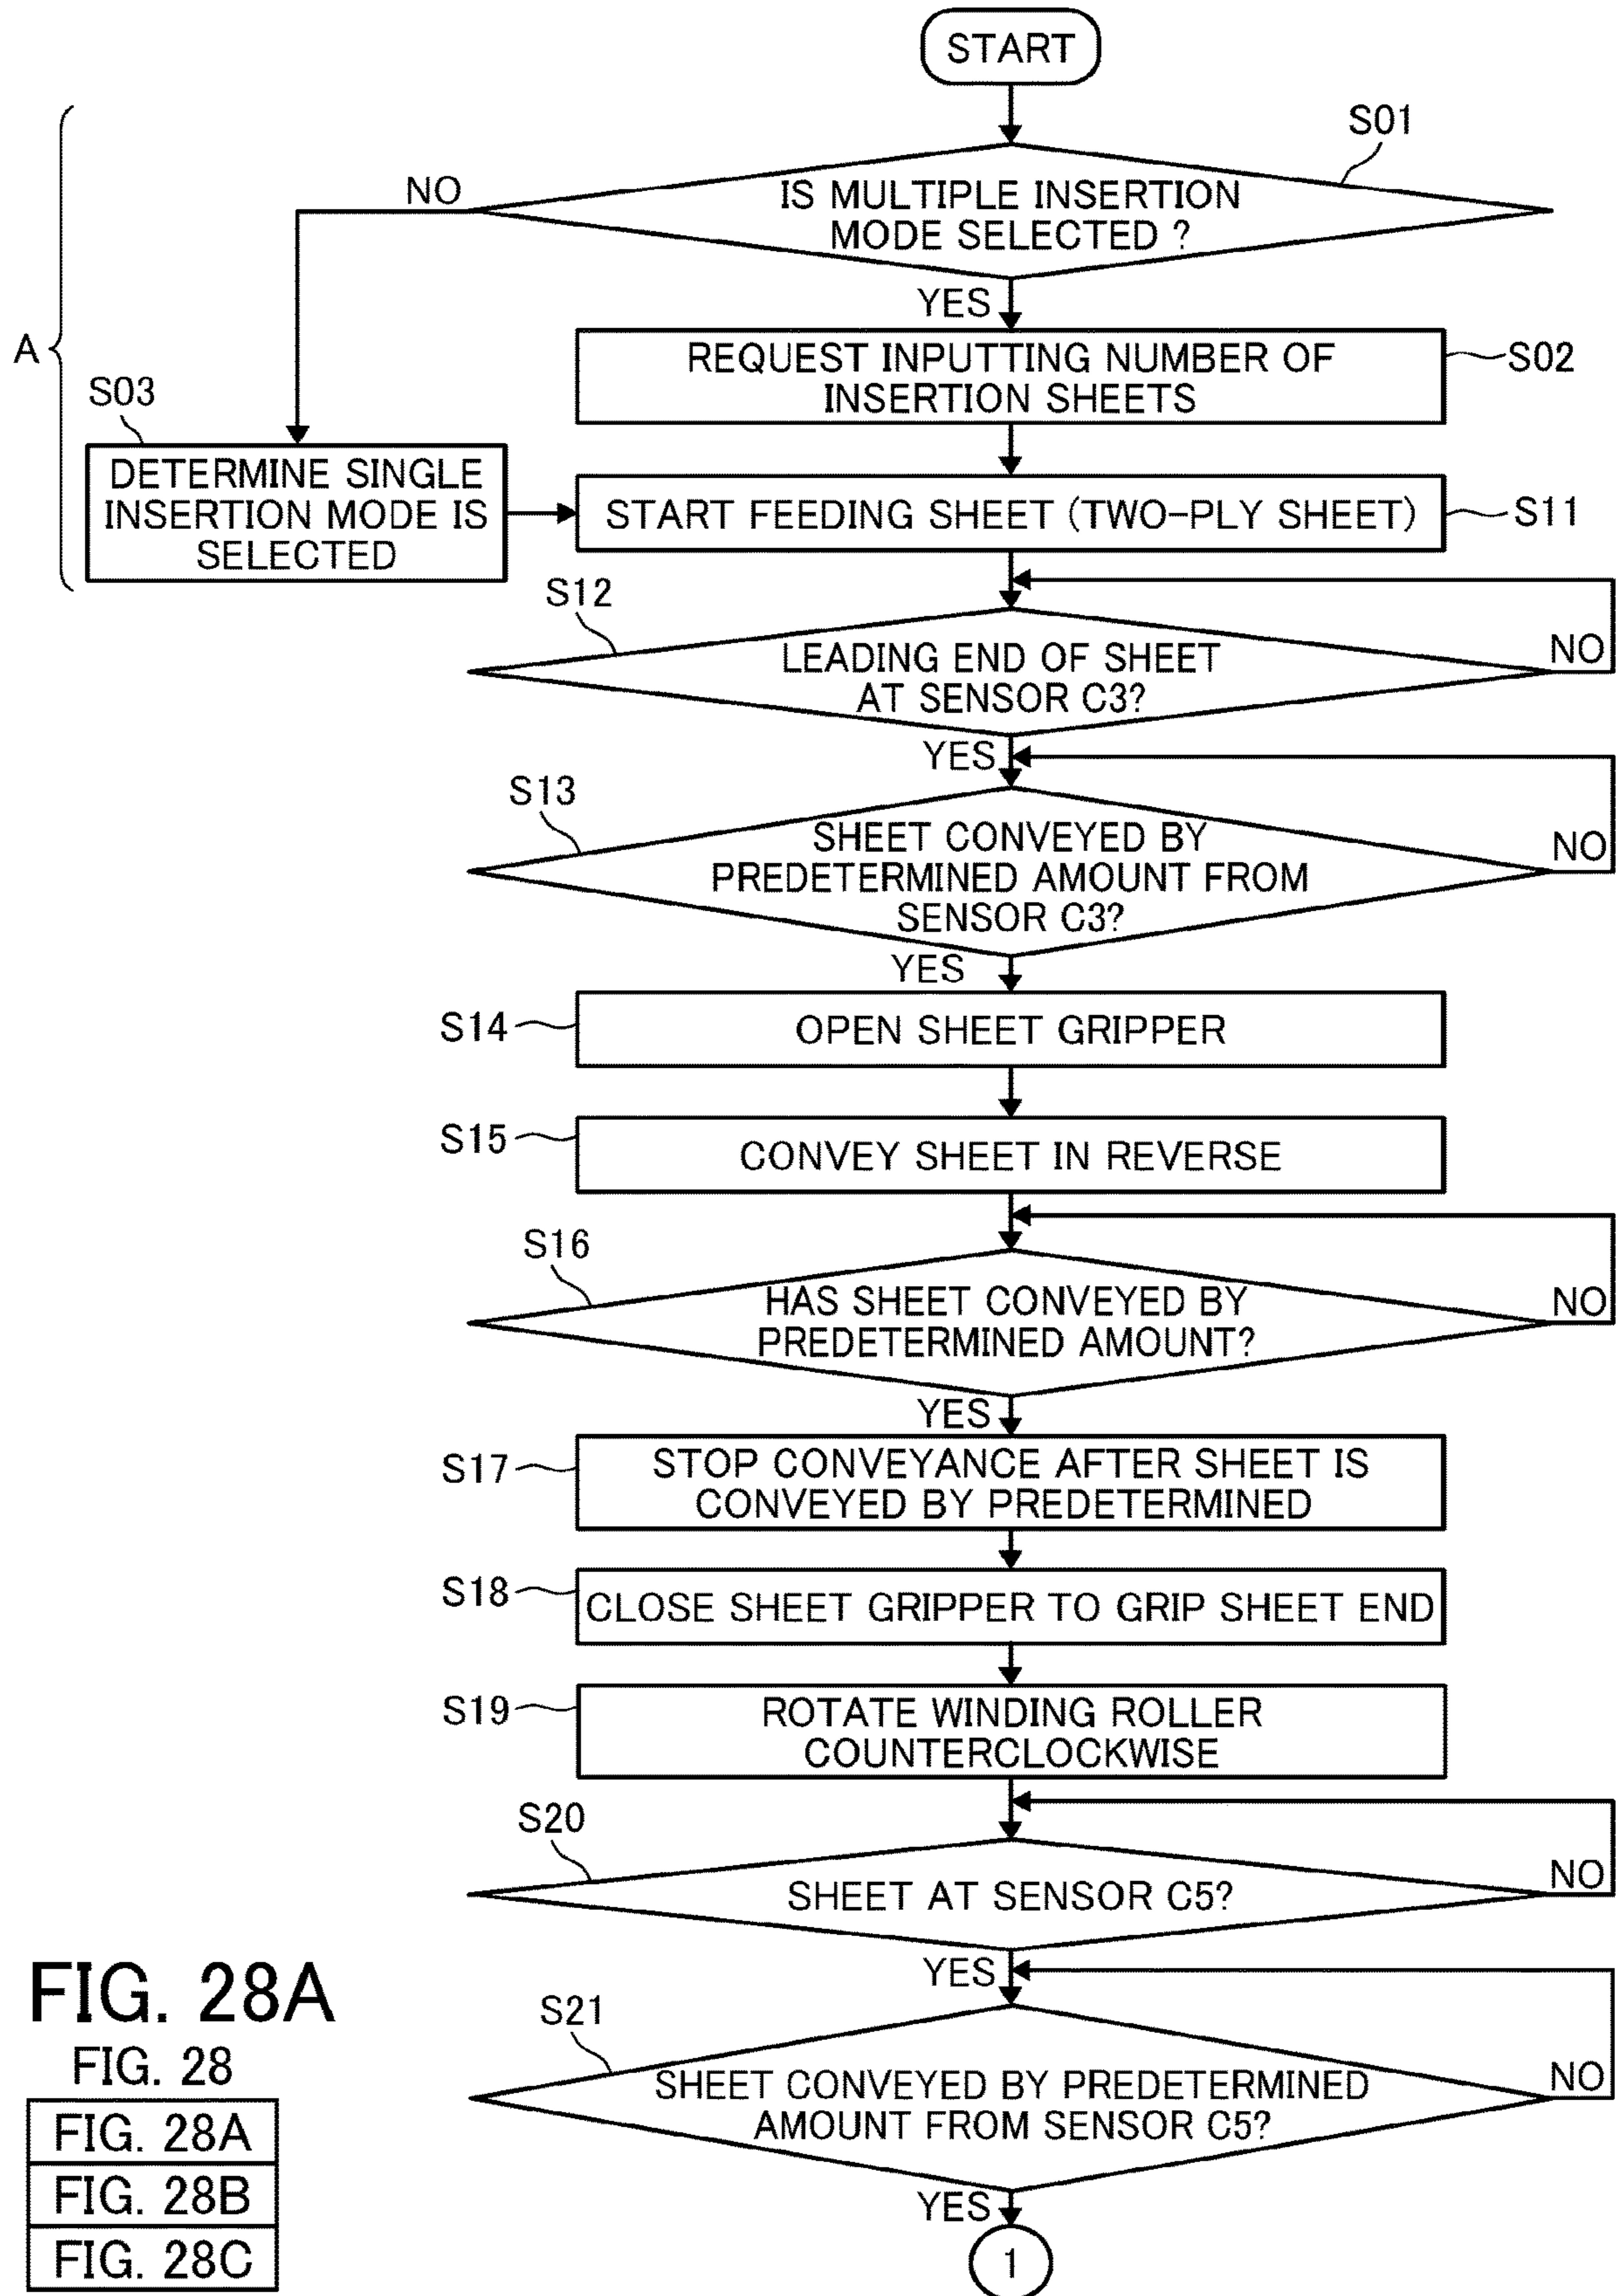 START
S01
NO
IS MULTIPLE INSERTION
MODE SELECTED ?
YES
A
REQUEST INPUTTING NUMBER OF
INSERTION SHEETS
S02
S03
DETERMINE SINGLE
INSERTION MODE IS
SELECTED
START FEEDING SHEET (TWO-PLY SHEET)
S11
S12
LEADING END OF SHEET
AT SENSOR C3?
NO
YES
S13
SHEET CONVEYED BY
PREDETERMINED AMOUNT FROM
SENSOR C3?
NO
YES
S14
OPEN SHEET GRIPPER
S15
CONVEY SHEET IN REVERSE
S16
HAS SHEET CONVEYED BY
PREDETERMINED AMOUNT?
NO
YES
S17
STOP CONVEYANCE AFTER SHEET IS
CONVEYED BY PREDETERMINED
S18
CLOSE SHEET GRIPPER TO GRIP SHEET END
S19
ROTATE WINDING ROLLER
COUNTERCLOCKWISE
S20
SHEET AT SENSOR C5?
NO
YES
S21
SHEET CONVEYED BY PREDETERMINED
AMOUNT FROM SENSOR C5?
NO
YES
1
FIG. 28A
FIG. 28
FIG. 28A
FIG. 28B
FIG. 28C